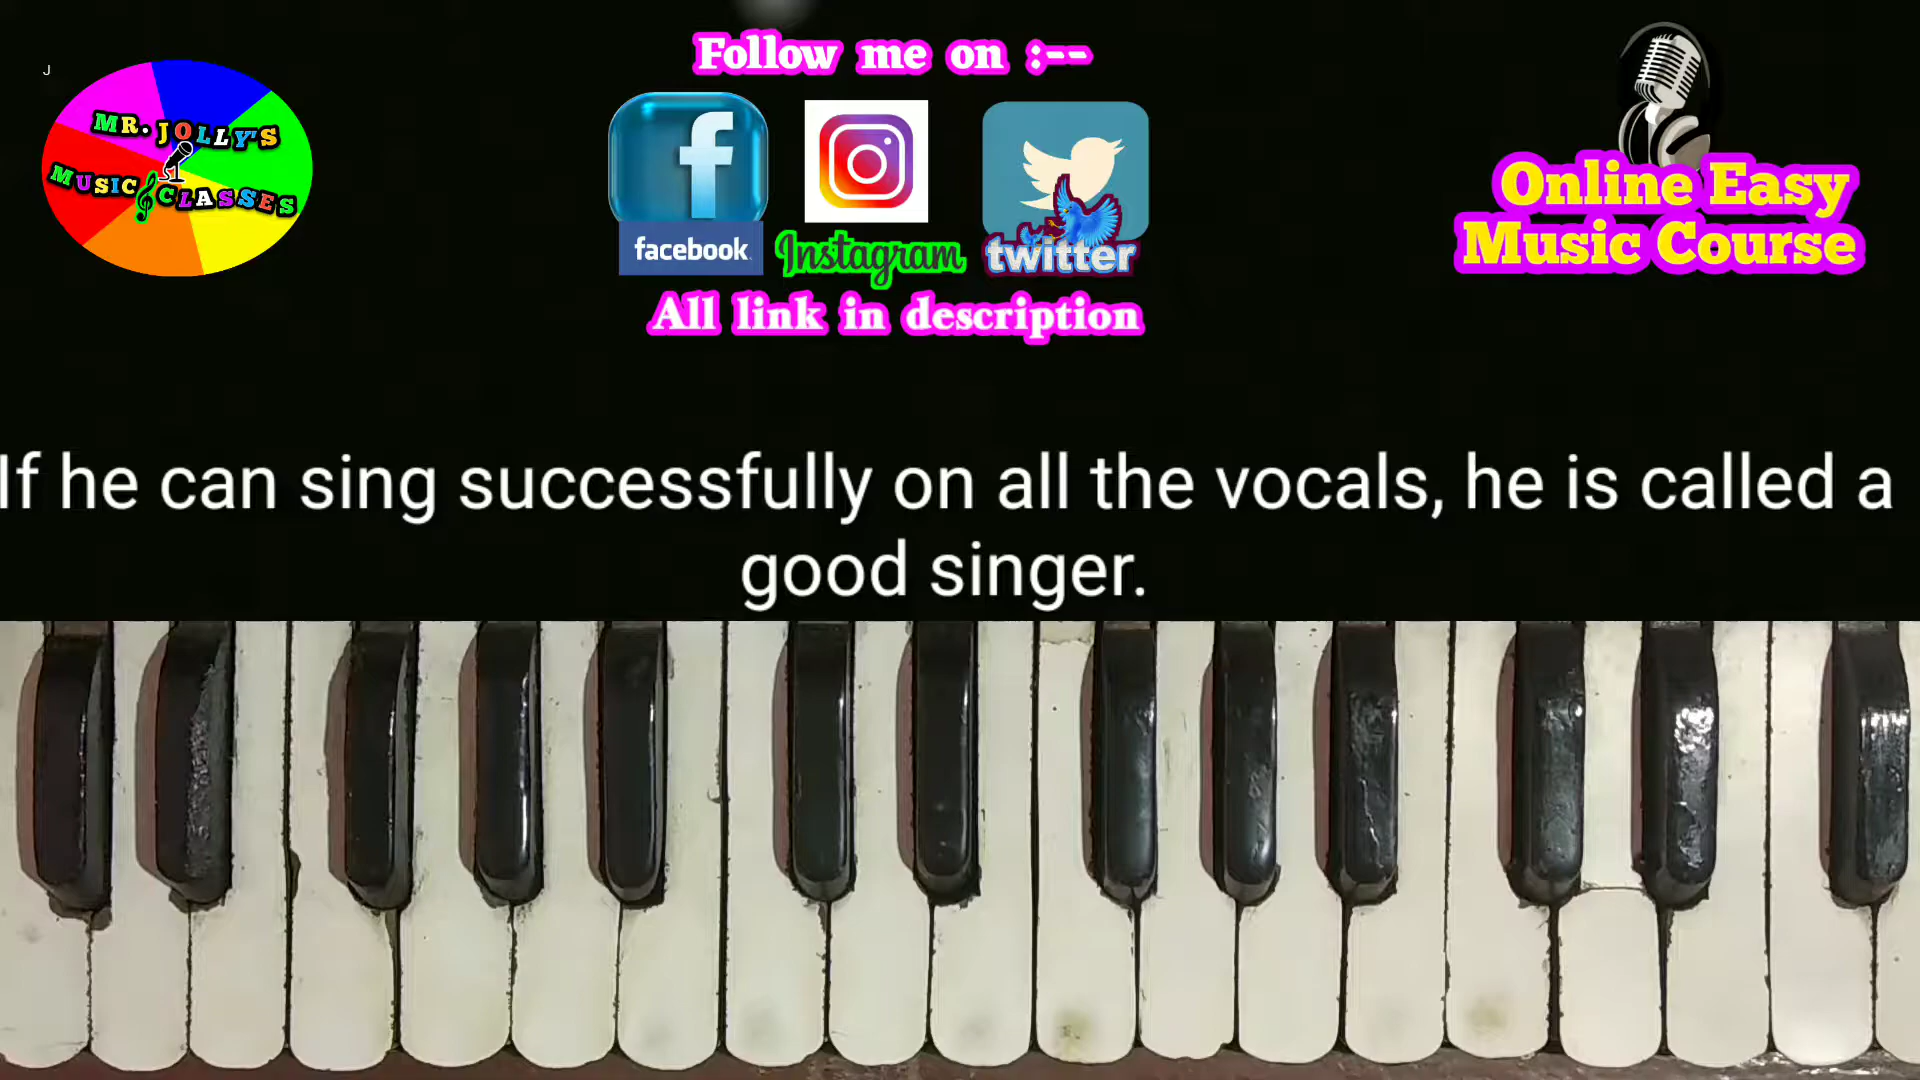 Follow me on :--
J
MR. JOLLY'S
MUSIC CLASSES
facebook
Instagram
twitter
All link in description
Online Easy
Music Course
If he can sing successfully on all the vocals, he is called a
good singer.